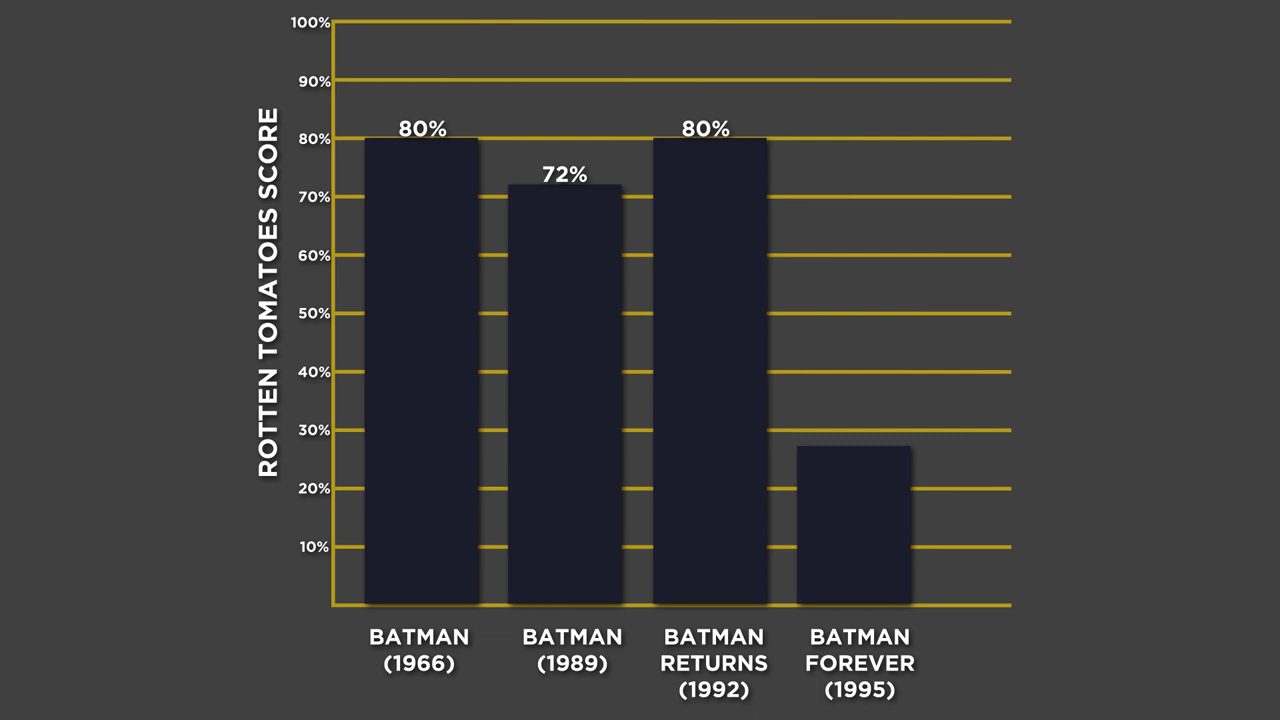 100%
90%
80%
70%
60%
50%
40%
30%
20%
10%
ROTTEN TOMATOES SCORE
80%
72%
80%
BATMAN
(1966)
BATMAN
(1989)
BATMAN
RETURNS
(1992)
BATMAN
FOREVER
(1995)